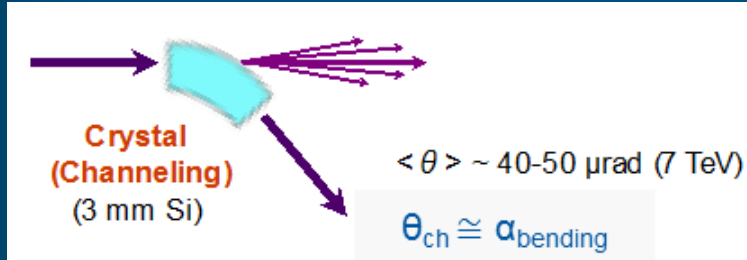 Crystal
(Channeling)
(3 mm Si)
<θ> ~ 40-50 µrad (7 TeV)
θch ≅ αbending